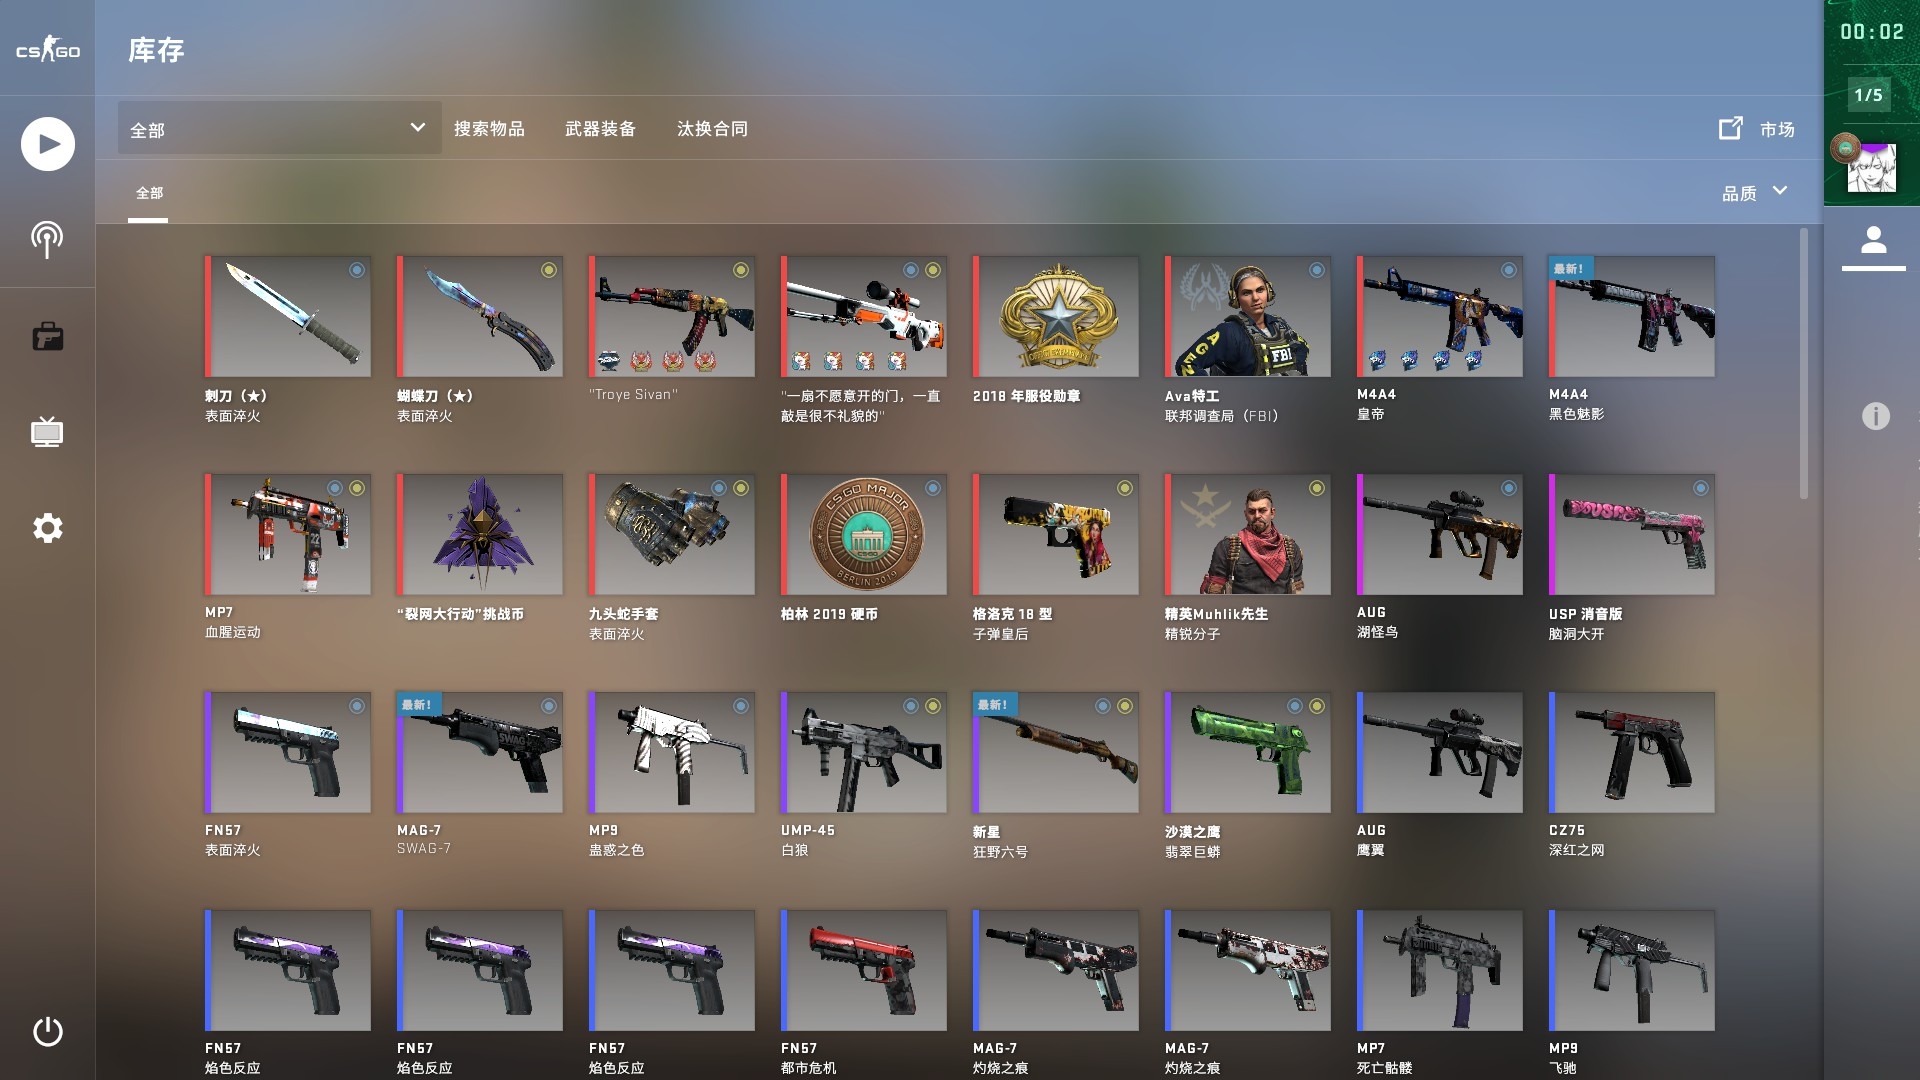 CS GO
库存
00:02
1/5
全部
搜索物品
武器装备
汰换合同
市场
全部
品质
FBI
最新！
刺刀（★）
表面淬火
蝴蝶刀（★）
表面淬火
"Troye Sivan"
"一扇不愿意开的门，一直
敲是很不礼貌的"
2018 年服役勋章
Ava特工
联邦调查局（FBI）
M4A4
皇帝
M4A4
黑色魅影
22
CSGO MAJOR
BERLIN 2019
MP7
血腥运动
“裂网大行动”挑战币
九头蛇手套
表面淬火
柏林 2019 硬币
格洛克 18 型
子弹皇后
精英Muhlik先生
精锐分子
AUG
湖怪鸟
USP 消音版
脑洞大开
最新！
SWAG-7
最新！
FN57
表面淬火
MAG-7
SWAG-7
MP9
蛊惑之色
UMP-45
白狼
新星
狂野六号
沙漠之鹰
翡翠巨蟒
AUG
鹰翼
CZ75
深红之网
FN57
焰色反应
FN57
焰色反应
FN57
焰色反应
FN57
都市危机
MAG-7
灼烧之痕
MAG-7
灼烧之痕
MP7
死亡骷髅
MP9
飞驰